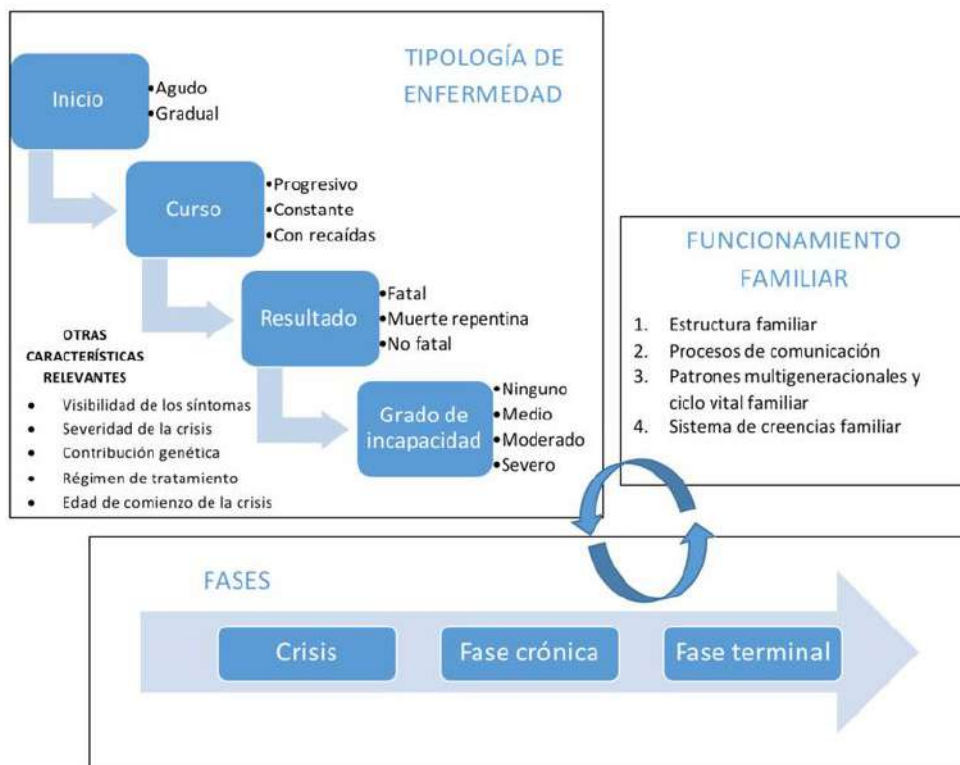 TIPOLOGÍA DE
ENFERMEDAD
Inicio
•Agudo
•Gradual
Curso
•Progresivo
•Constante
•Con recaídas
Resultado
•Fatal
•Muerte repentina
•No fatal
Grado de
incapacidad
•Ninguno
•Medio
•Moderado
•Severo
OTRAS
CARACTERÍSTICAS
RELEVANTES
• Visibilidad de los síntomas
• Severidad de la crisis
• Contribución genética
• Régimen de tratamiento
• Edad de comienzo de la crisis
FUNCIONAMIENTO
FAMILIAR
1. Estructura familiar
2. Procesos de comunicación
3. Patrones multigeneracionales y
ciclo vital familiar
4. Sistema de creencias familiar
FASES
Crisis
Fase crónica
Fase terminal